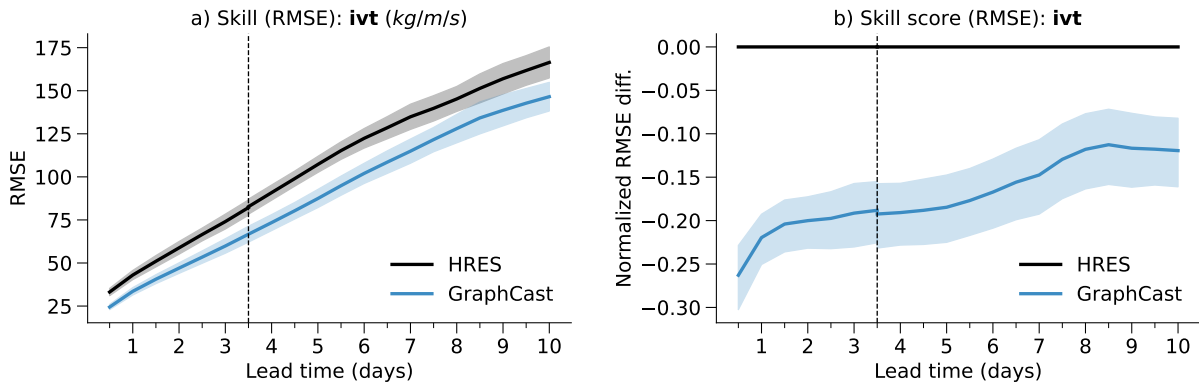 a) Skill (RMSE): ivt (kg/m/s)
RMSE
175
150
125
100
75
50
25
1 2 3 4 5 6 7 8 9 10
Lead time (days)
HRES
GraphCast
b) Skill score (RMSE): ivt
Normalized RMSE diff.
0.00
−0.05
−0.10
−0.15
−0.20
−0.25
−0.30
1 2 3 4 5 6 7 8 9 10
Lead time (days)
HRES
GraphCast